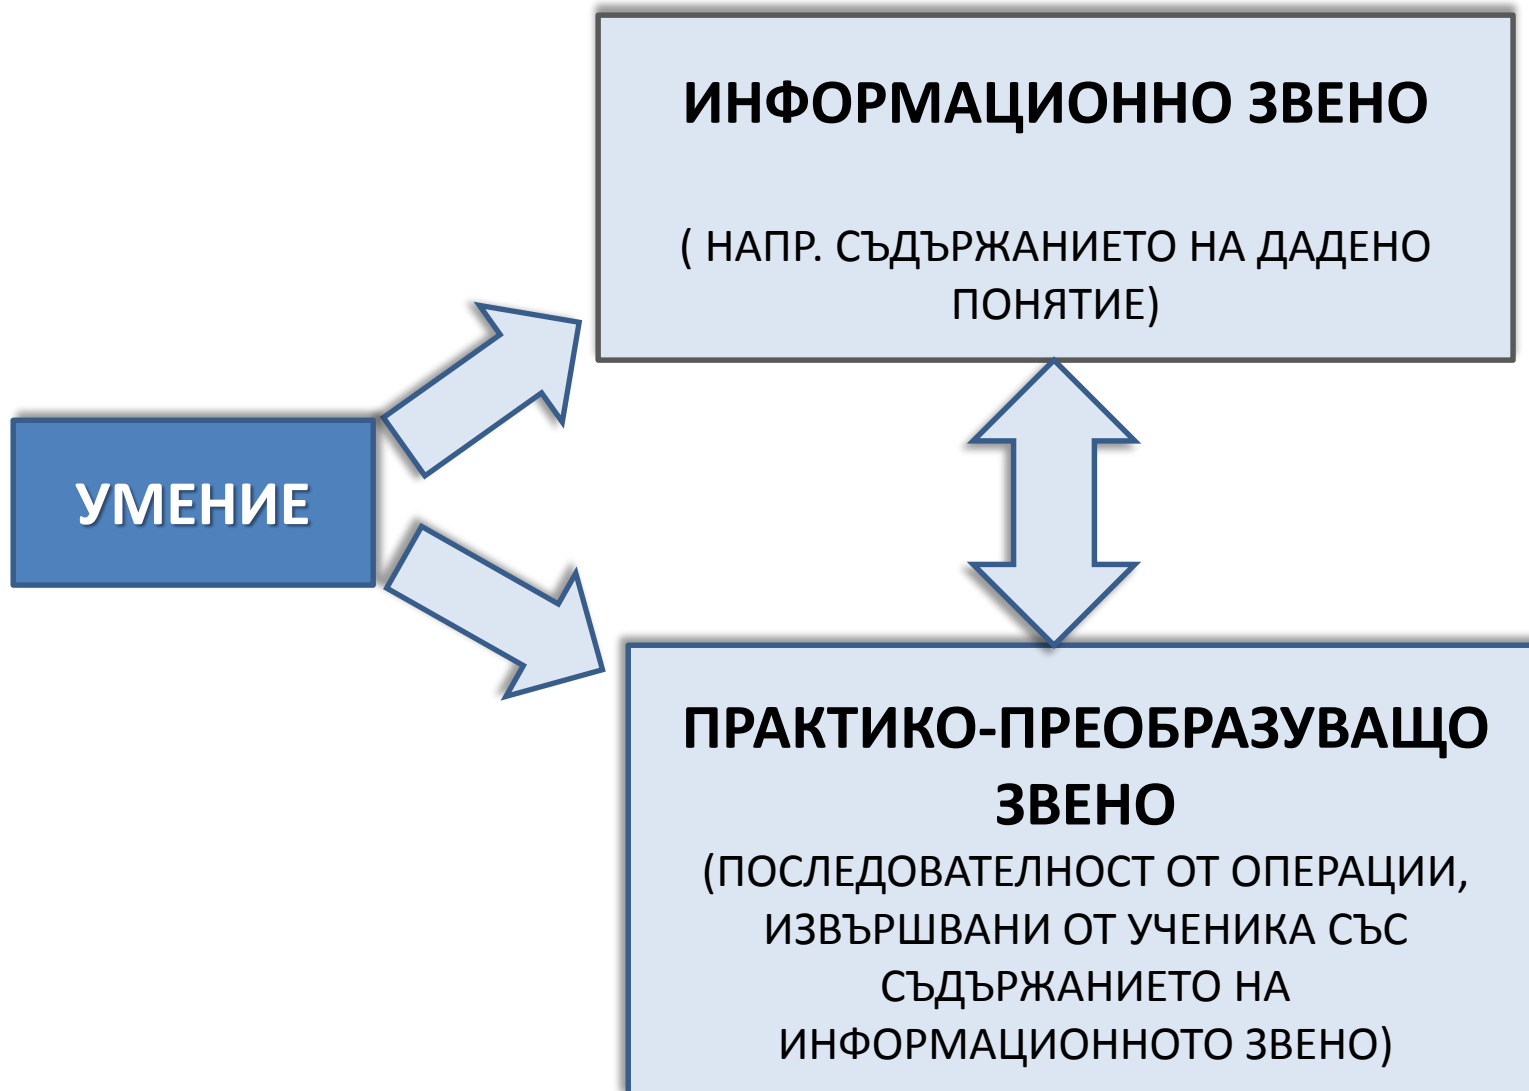 ИНФОРМАЦИОННО ЗВЕНО
( НАПР. СЪДЪРЖАНИЕТО НА ДАДЕНО
ПОНЯТИЕ)
УМЕНИЕ
ПРАКТИКО-ПРЕОБРАЗУВАЩО
ЗВЕНО
(ПОСЛЕДОВАТЕЛНОСТ ОТ ОПЕРАЦИИ,
ИЗВЪРШВАНИ ОТ УЧЕНИКА СЪС
СЪДЪРЖАНИЕТО НА
ИНФОРМАЦИОННОТО ЗВЕНО)